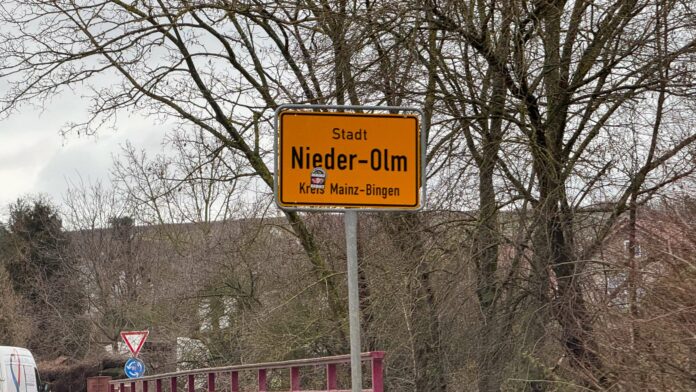 Stadt
Nieder-Olm
Kreis Mainz-Bingen